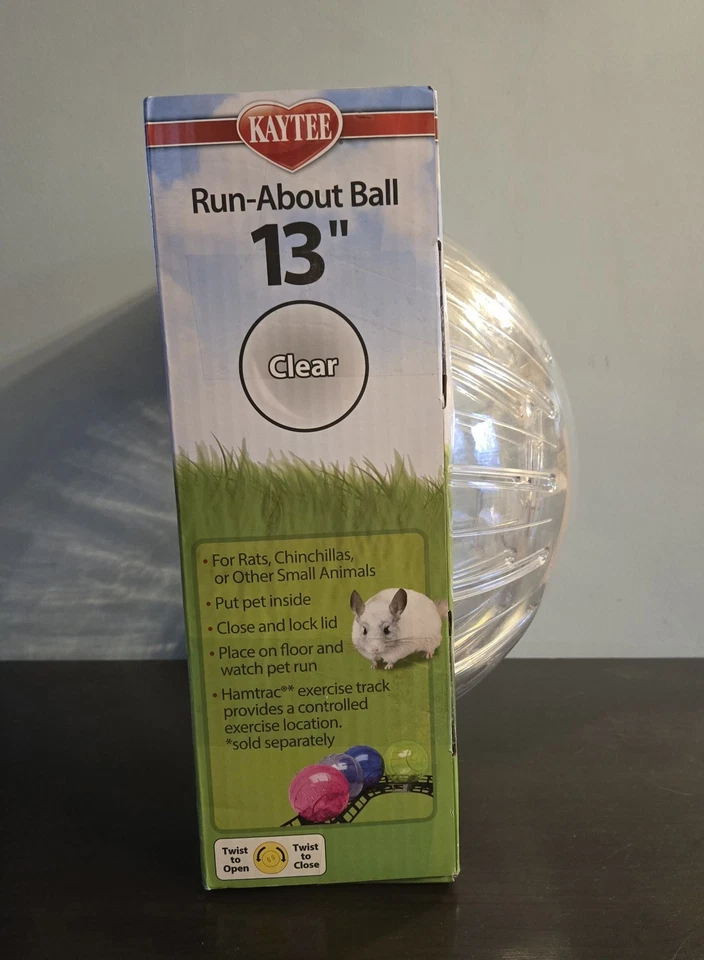 KAYTEE
Run-About Ball
13"
Clear
• For Rats, Chinchillas,
or Other Small Animals
• Put pet inside
• Close and lock lid
• Place on floor and
watch pet run
• Hamtrac®* exercise track
provides a controlled
exercise location.
*sold separately
Twist
to
Open
Twist
to
Close